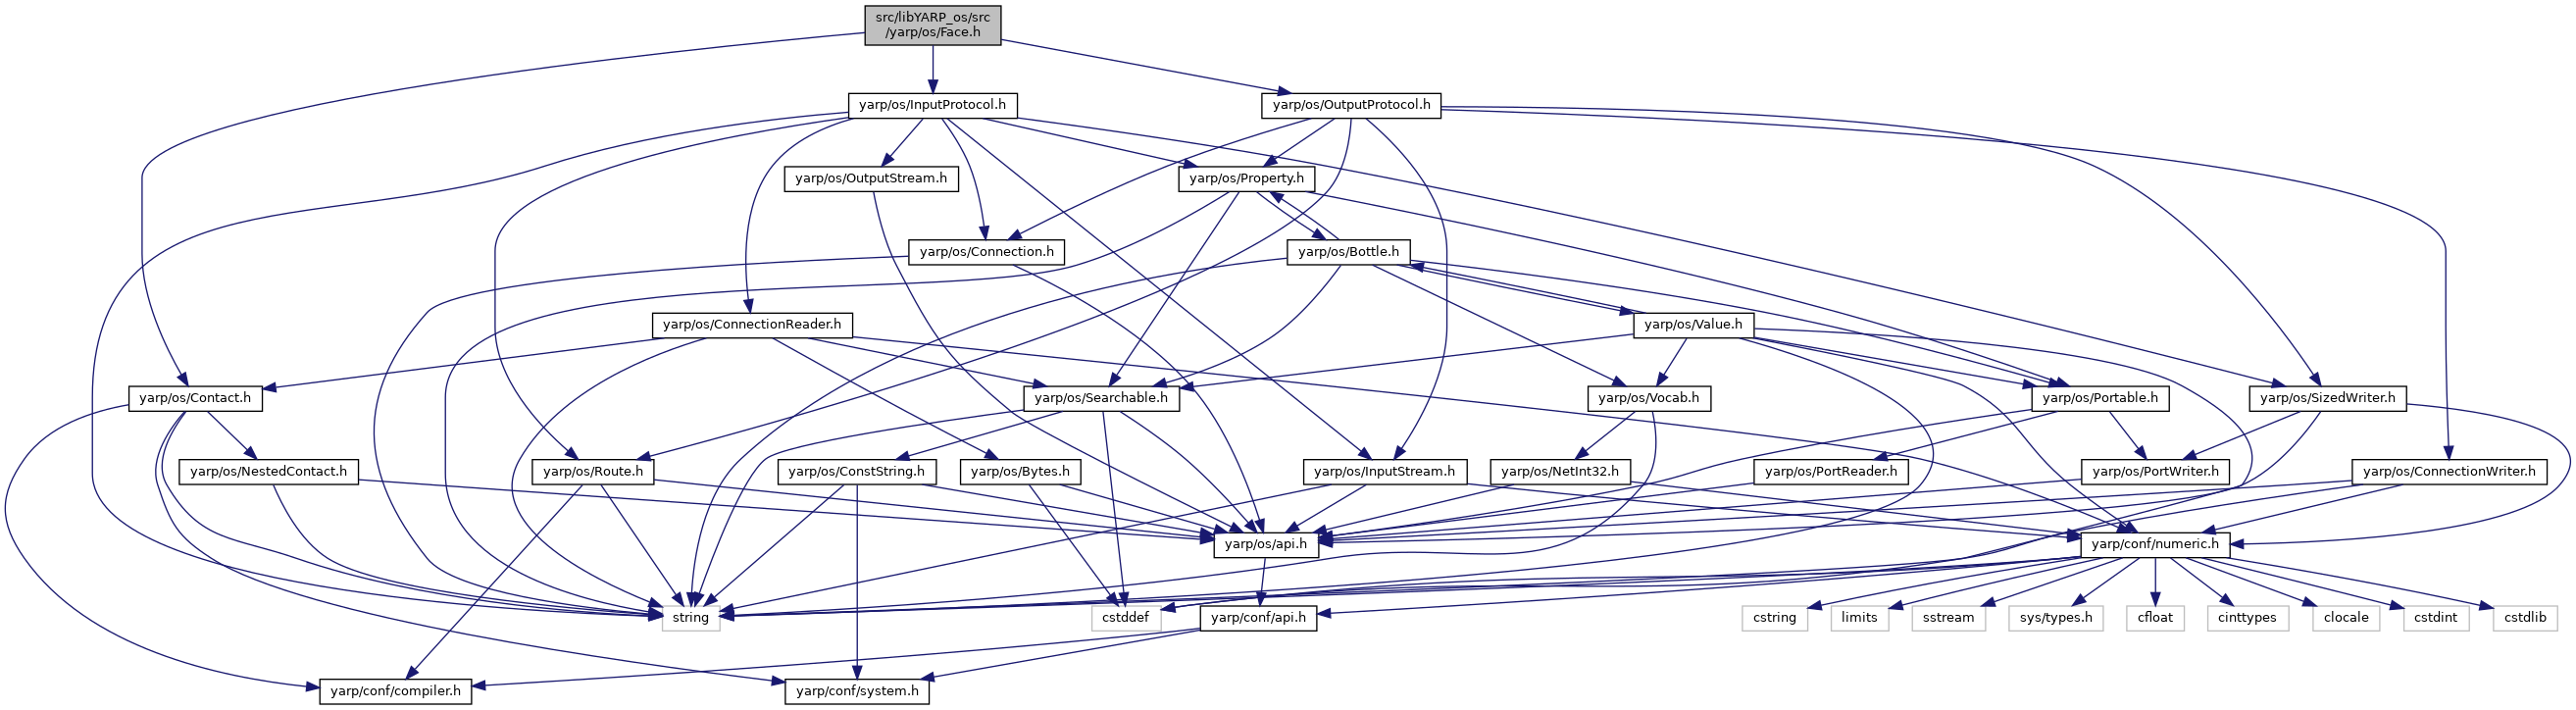 src/libYARP_os/src
/yarp/os/Face.h
yarp/os/InputProtocol.h
yarp/os/OutputProtocol.h
yarp/os/OutputStream.h
yarp/os/Property.h
yarp/os/Connection.h
yarp/os/Bottle.h
yarp/os/ConnectionReader.h
yarp/os/Value.h
yarp/os/Contact.h
yarp/os/Searchable.h
yarp/os/Vocab.h
yarp/os/Portable.h
yarp/os/SizedWriter.h
yarp/os/NestedContact.h
yarp/os/Route.h
yarp/os/ConstString.h
yarp/os/Bytes.h
yarp/os/InputStream.h
yarp/os/NetInt32.h
yarp/os/PortReader.h
yarp/os/PortWriter.h
yarp/os/ConnectionWriter.h
yarp/os/api.h
yarp/conf/numeric.h
string
cstddef
yarp/conf/api.h
cstring
limits
sstream
sys/types.h
cfloat
cinttypes
clocale
cstdint
cstdlib
yarp/conf/compiler.h
yarp/conf/system.h